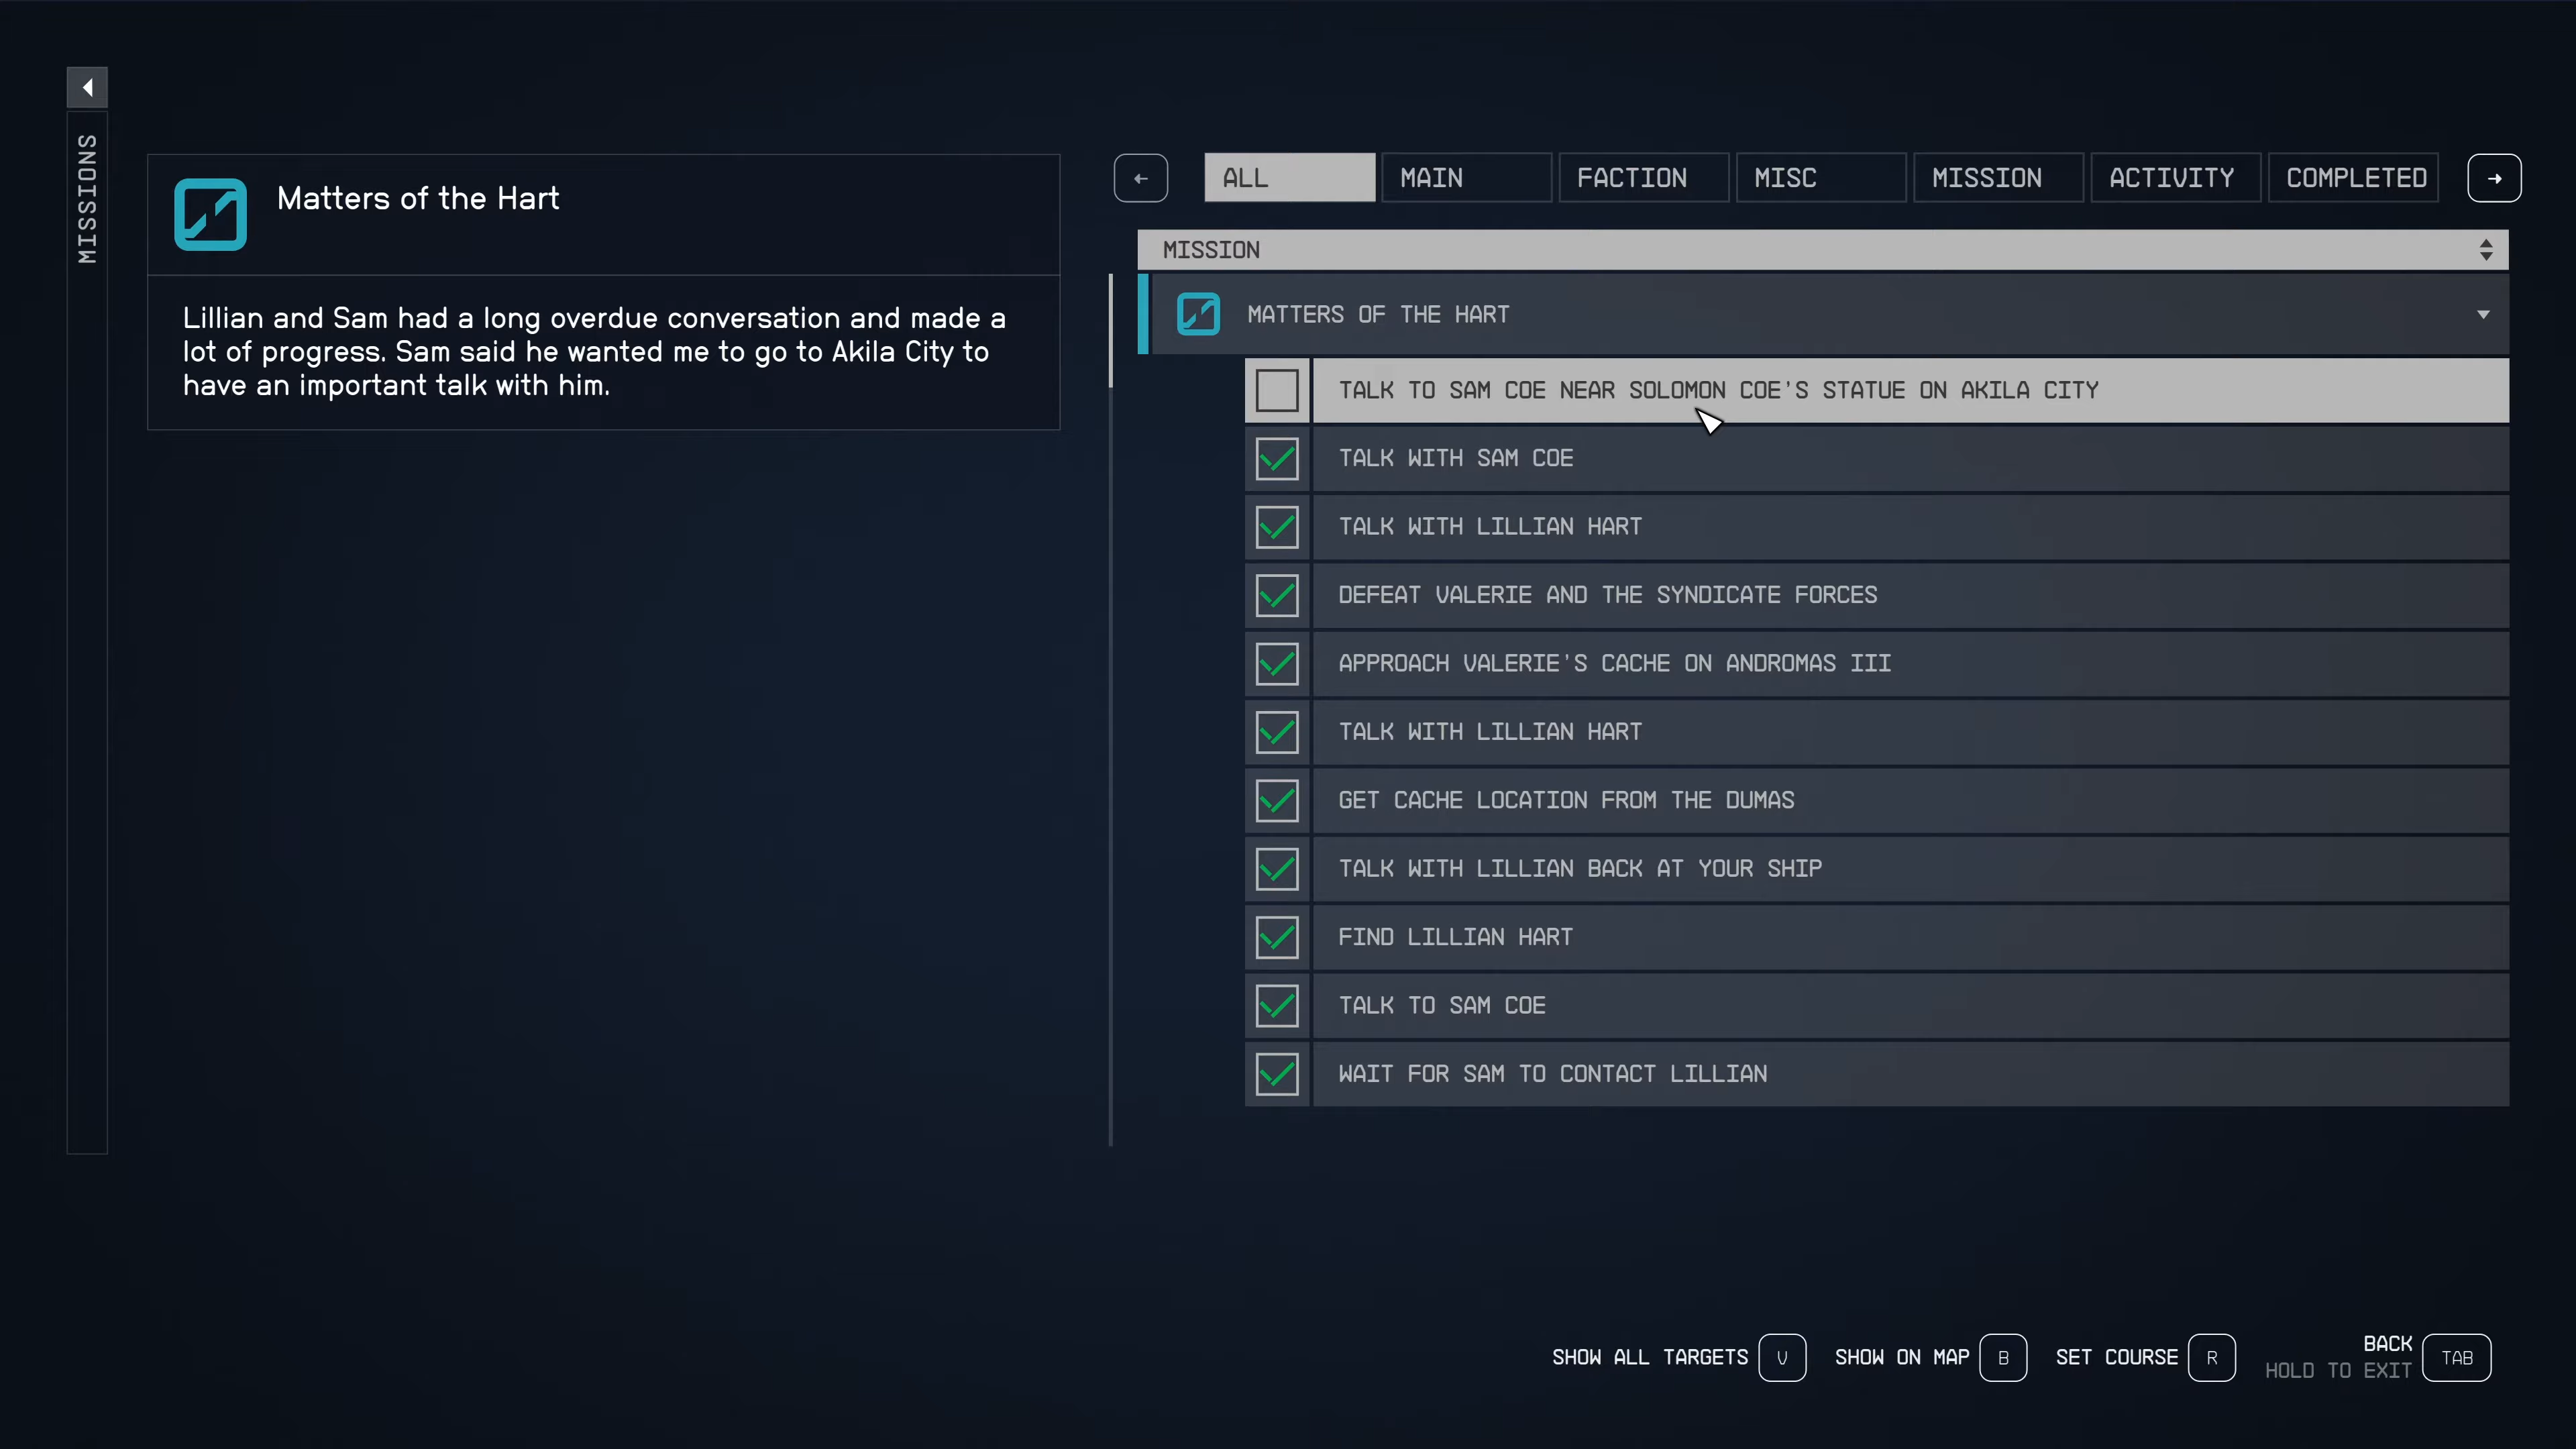 MISSIONS
Matters of the Hart
Lillian and Sam had a long overdue conversation and made a
lot of progress. Sam said he wanted me to go to Akila City to
have an important talk with him.
ALL
MAIN
FACTION
MISC
MISSION
ACTIVITY
COMPLETED
MISSION
MATTERS OF THE HART
TALK TO SAM COE NEAR SOLOMON COE'S STATUE ON AKILA CITY
TALK WITH SAM COE
TALK WITH LILLIAN HART
DEFEAT VALERIE AND THE SYNDICATE FORCES
APPROACH VALERIE'S CACHE ON ANDROMAS III
TALK WITH LILLIAN HART
GET CACHE LOCATION FROM THE DUMAS
TALK WITH LILLIAN BACK AT YOUR SHIP
FIND LILLIAN HART
TALK TO SAM COE
WAIT FOR SAM TO CONTACT LILLIAN
SHOW ALL TARGETS V
SHOW ON MAP B
SET COURSE R
BACK
HOLD TO EXIT
TAB